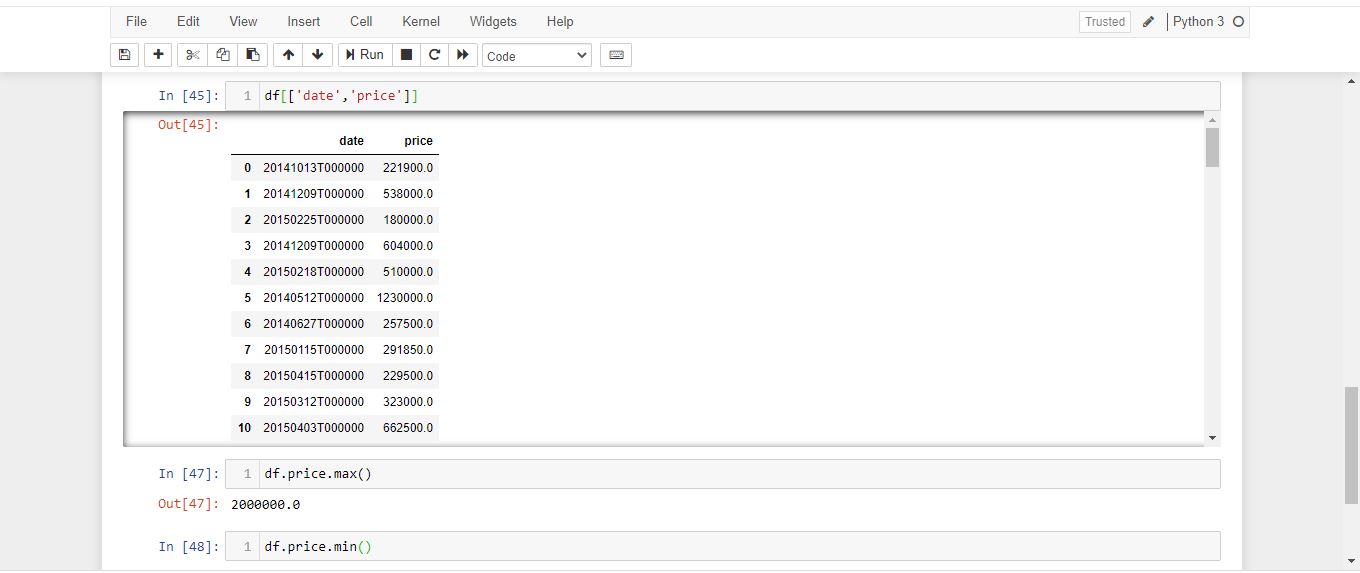 File Edit View Insert Cell Kernel Widgets Help Trusted Python 3
Run Code
In [45]: 1 df[['date','price']]
Out[45]:
date price
0 20141013T000000 221900.0
1 20141209T000000 538000.0
2 20150225T000000 180000.0
3 20141209T000000 604000.0
4 20150218T000000 510000.0
5 20140512T000000 1230000.0
6 20140627T000000 257500.0
7 20150115T000000 291850.0
8 20150415T000000 229500.0
9 20150312T000000 323000.0
10 20150403T000000 662500.0
In [47]: 1 df.price.max()
Out[47]: 2000000.0
In [48]: 1 df.price.min()